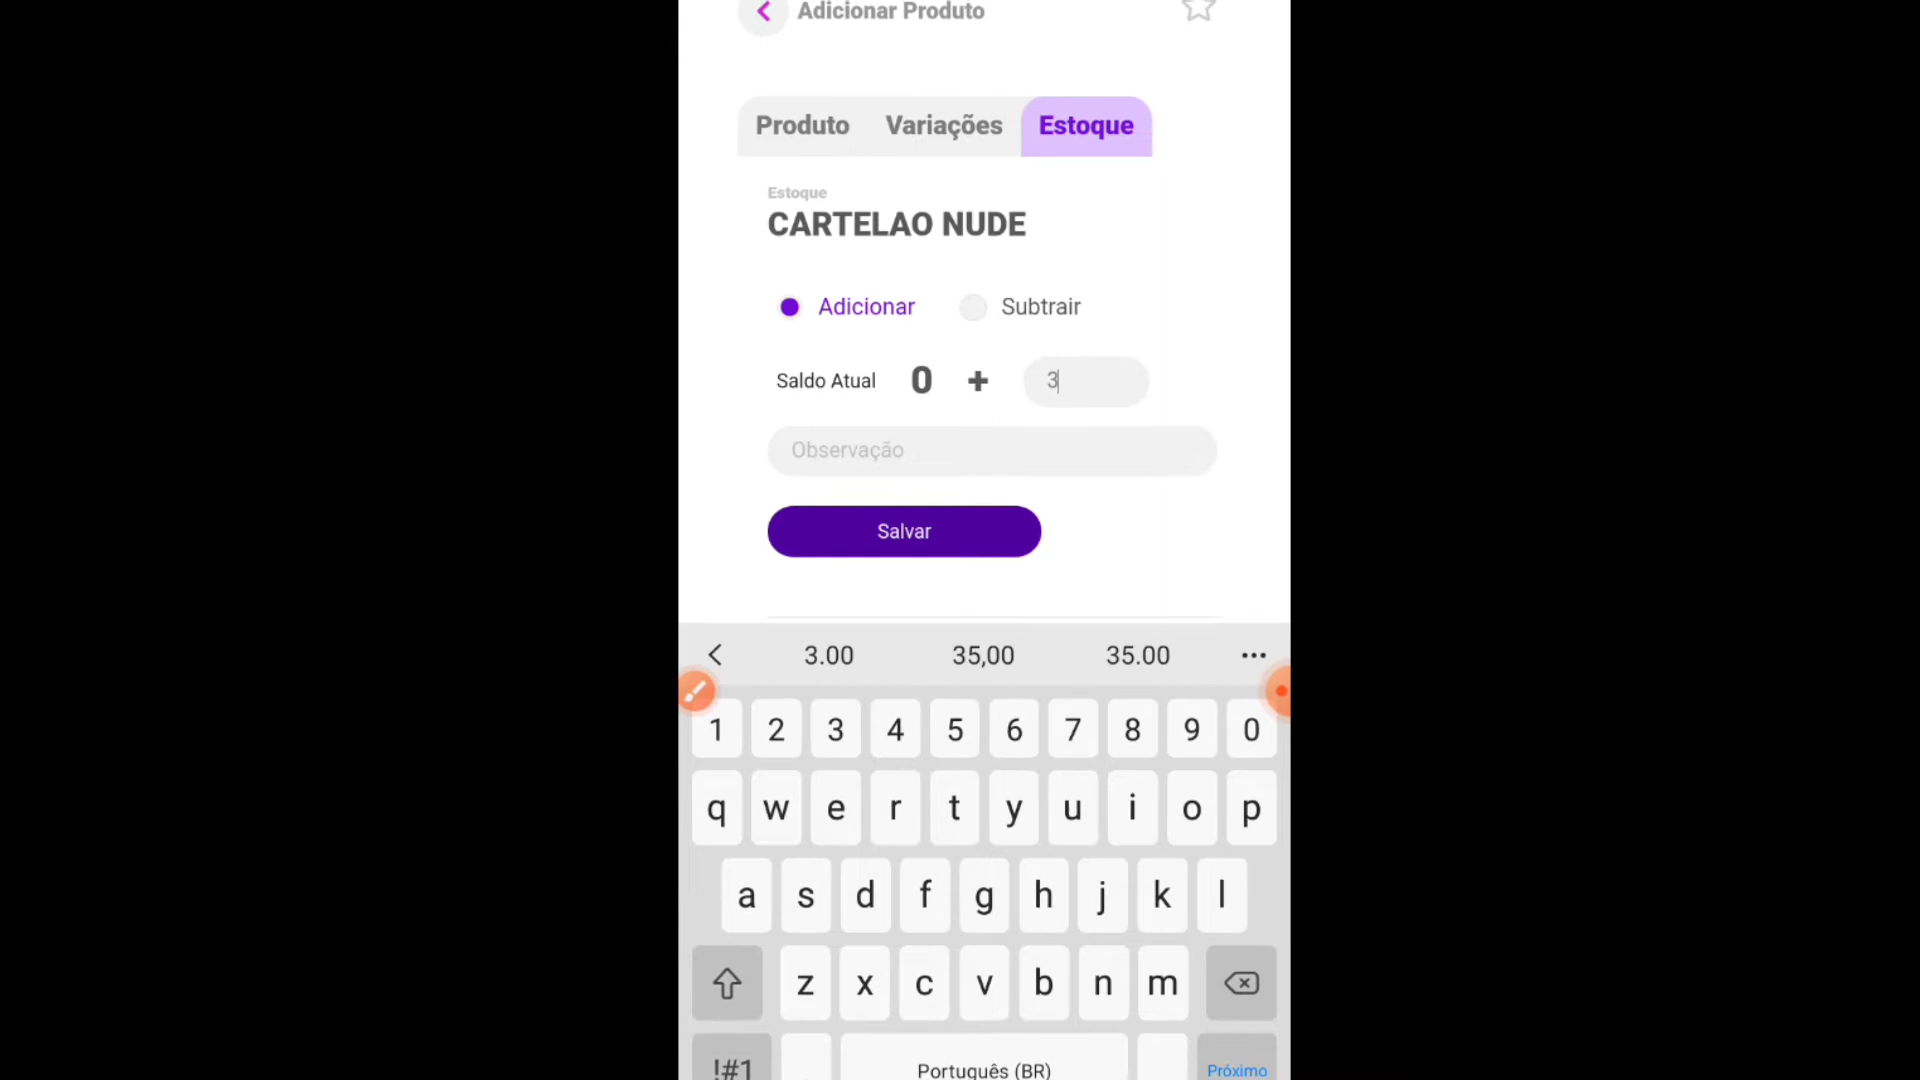 Adicionar Produto
Produto Variações Estoque
Estoque
CARTELAO NUDE
Adicionar Subtrair
Saldo Atual 0 + 3
Observação
Salvar
3.00 35,00 35.00 •••
1 2 3 4 5 6 7 8 9 0
q w e r t y u i o p
a s d f g h j k l
z x c v b n m
!#1 Português (BR) Próximo